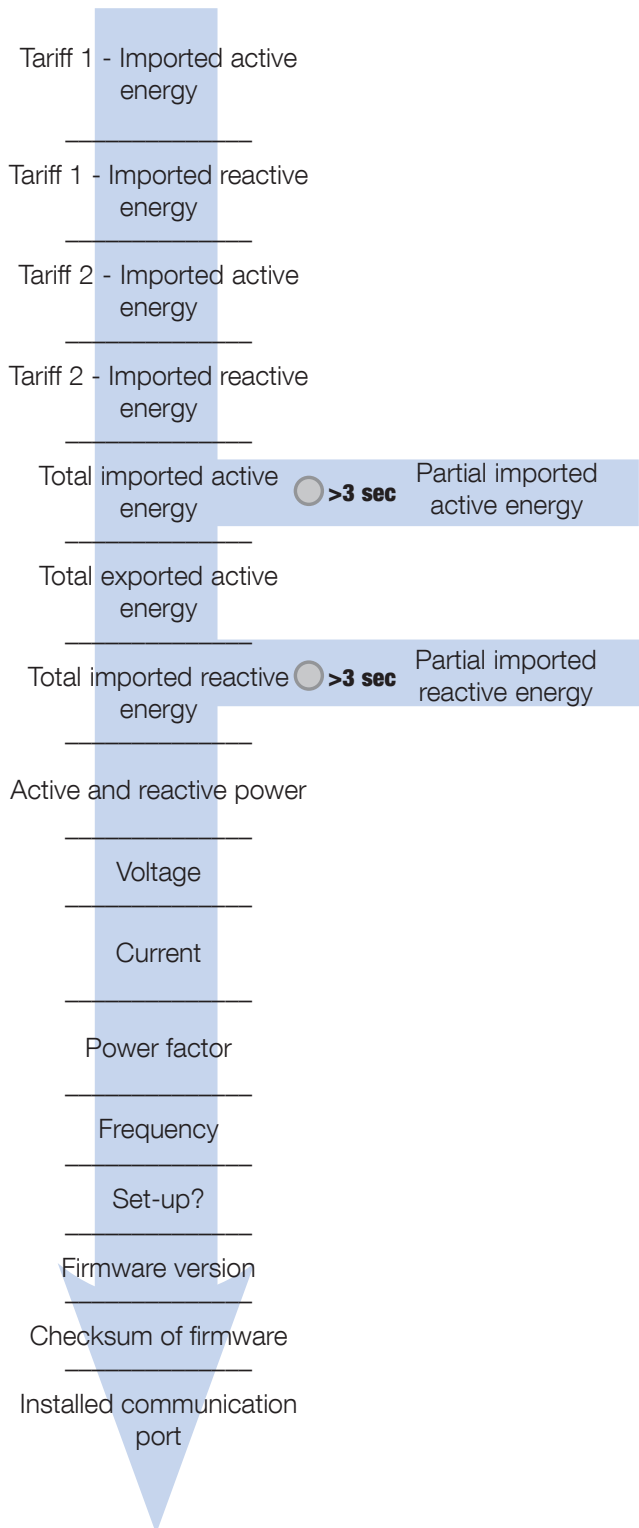 Tariff 1 - Imported active
energy
Tariff 1 - Imported reactive
energy
Tariff 2 - Imported active
energy
Tariff 2 - Imported reactive
energy
Total imported active
energy
>3 sec
Partial imported
active energy
Total exported active
energy
Total imported reactive
energy
>3 sec
Partial imported
reactive energy
Active and reactive power
Voltage
Current
Power factor
Frequency
Set-up?
Firmware version
Checksum of firmware
Installed communication
port